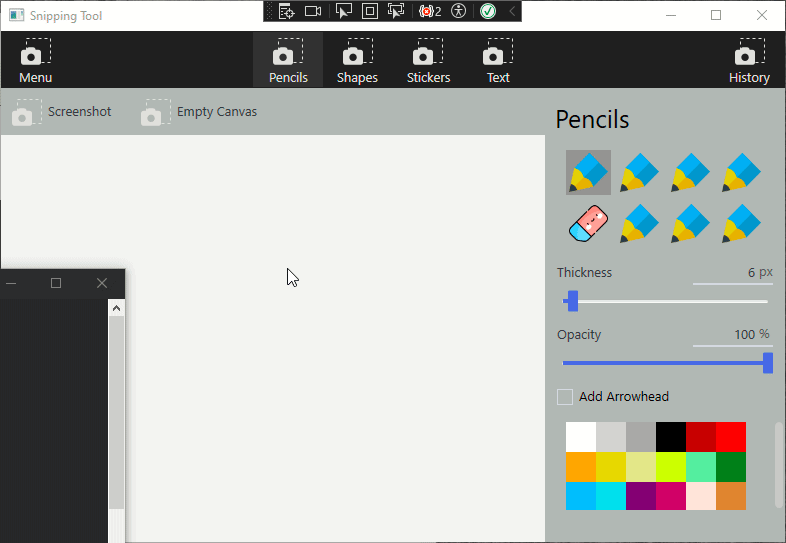 Snipping Tool
2
Menu
Pencils
Shapes
Stickers
Text
History
Screenshot
Empty Canvas
Pencils
Thickness
6 px
Opacity
100 %
Add Arrowhead